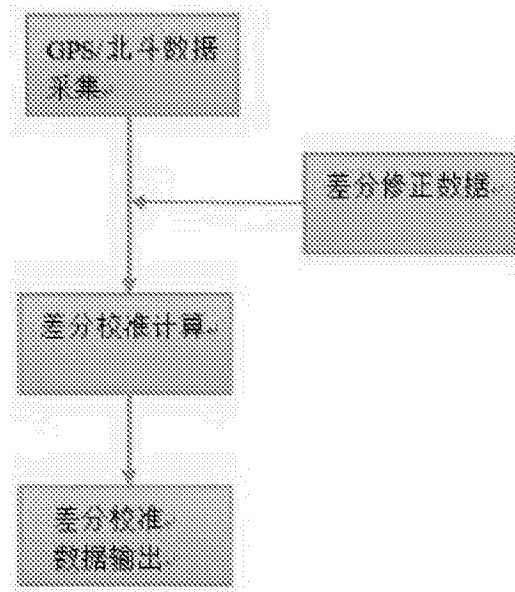 GPS/北斗数据
采集
差分修正数据
差分校准计算
差分校准
数据输出